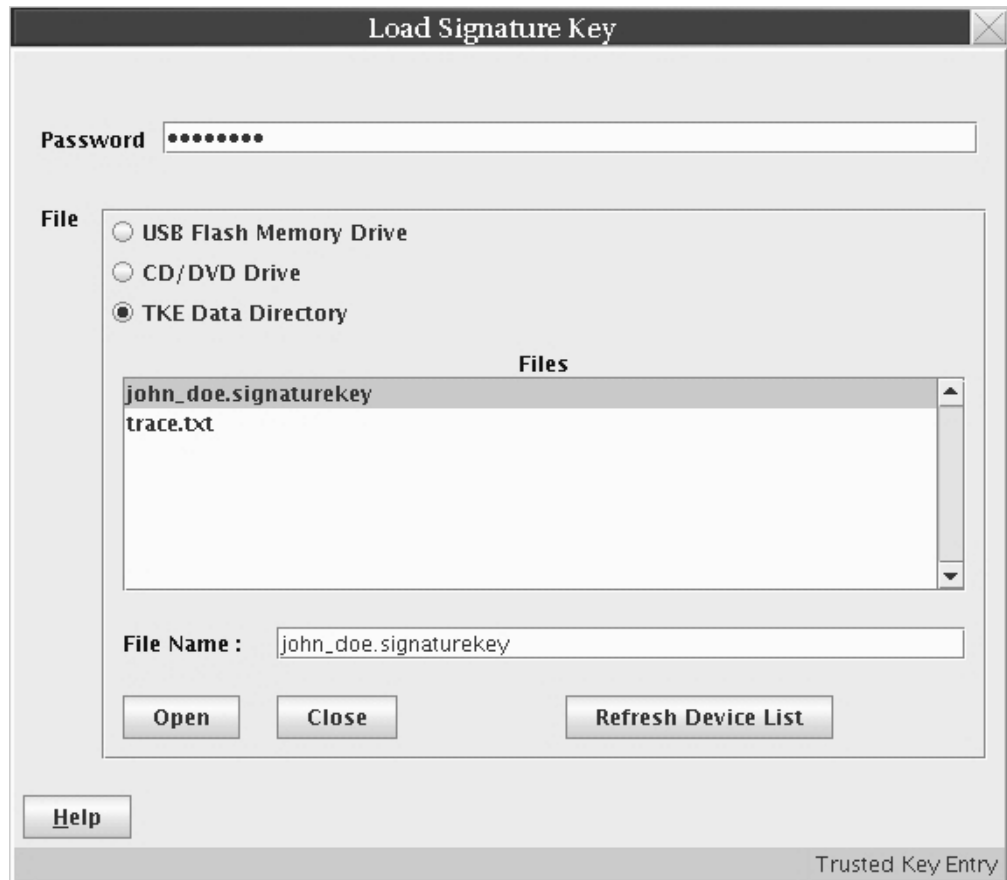 Load Signature Key
Password ••••••••
File
USB Flash Memory Drive
CD/DVD Drive
TKE Data Directory
Files
john_doe.signaturekey
trace.txt
File Name : john_doe.signaturekey
Open Close Refresh Device List
Help
Trusted Key Entry